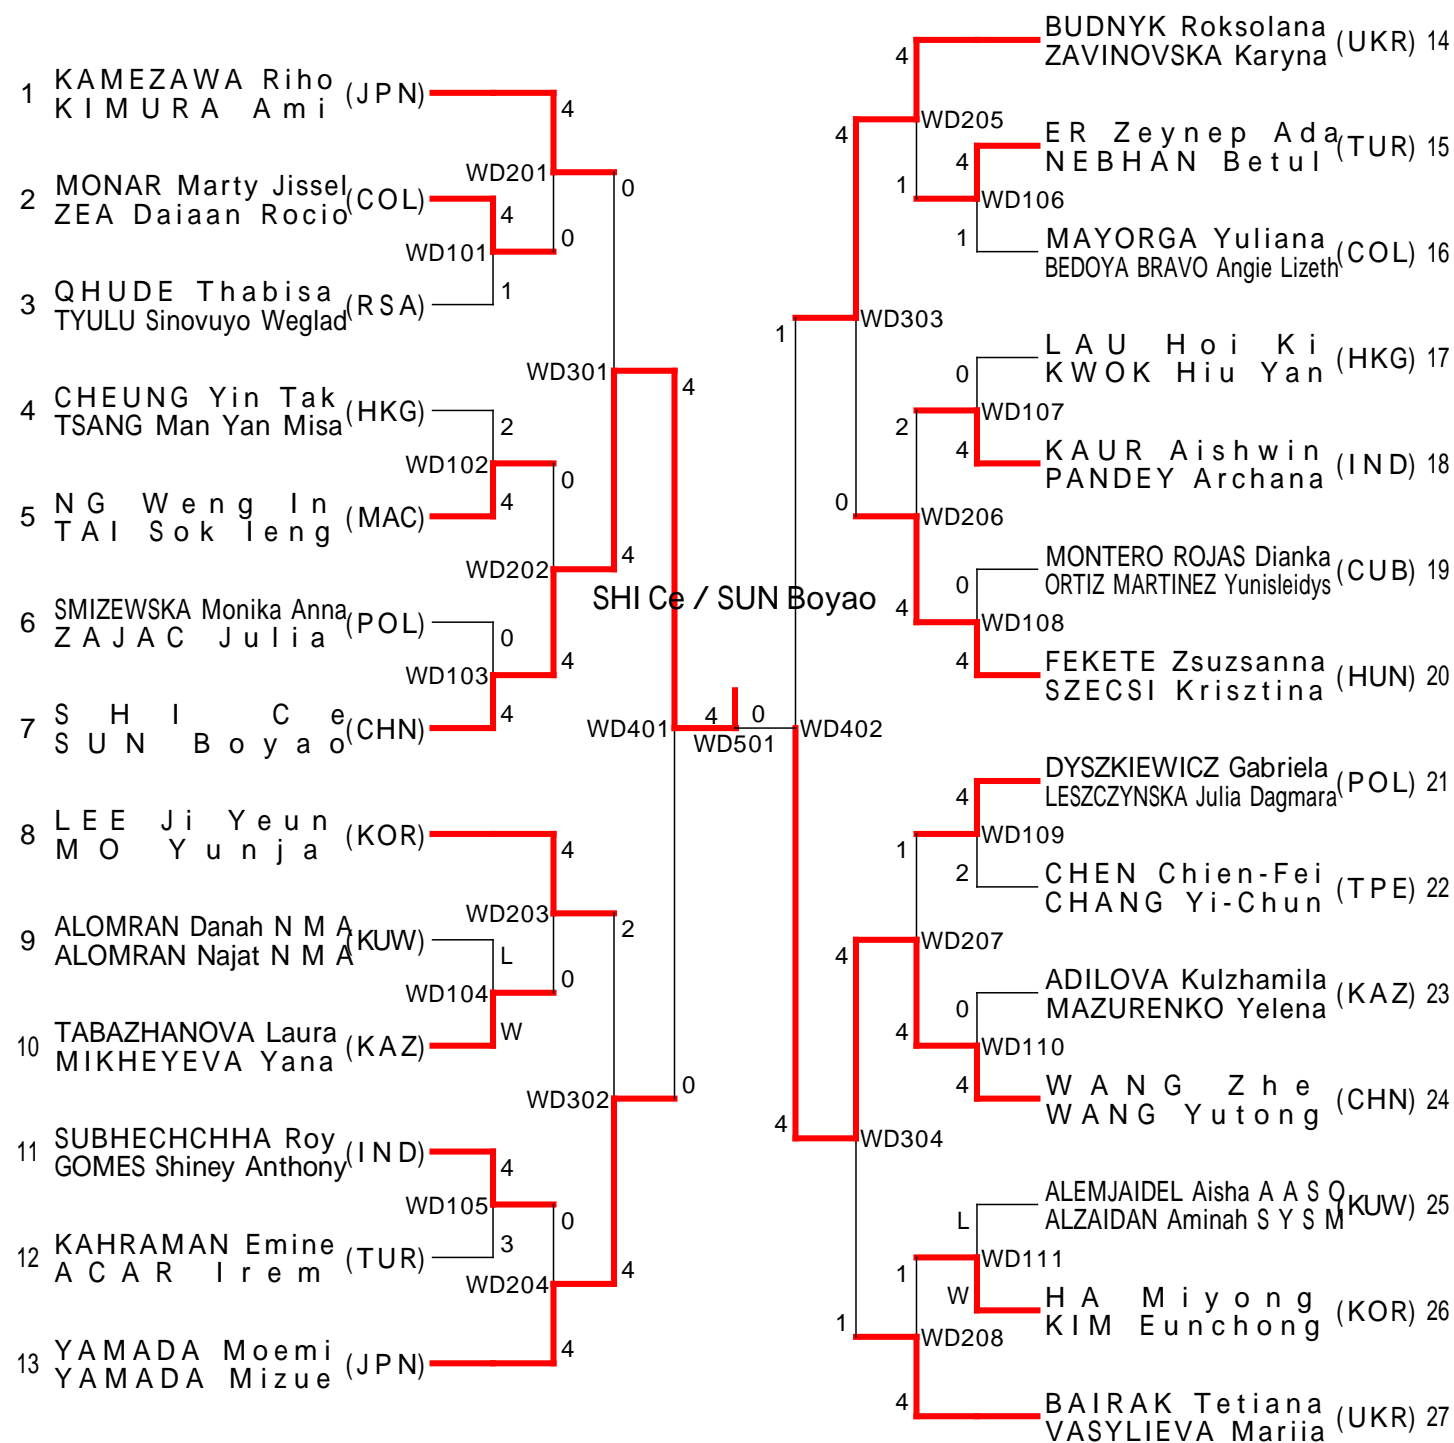 1 KAMEZAWA Riho
KIMURA Ami (JPN)
2 MONAR Marty Jissel
ZEA Daiaan Rocio (COL)
3 QHUDE Thabisa
TYULU Sinovuyo Weglad (RSA)
4 CHEUNG Yin Tak
TSANG Man Yan Misa (HKG)
5 NG Weng In
TAI Sok Ieng (MAC)
6 SMIZEWSKA Monika Anna
ZAJAC Julia (POL)
7 SHI Ce
SUN Boyao (CHN)
8 LEE Ji Yeun
MO Yunja (KOR)
9 ALOMRAN Danah N M A
ALOMRAN Najat N M A (KUW)
10 TABAZHANOVA Laura
MIKHEYEVA Yana (KAZ)
11 SUBHECHCHHA Roy
GOMES Shiney Anthony (IND)
12 KAHRAMAN Emine
ACAR Irem (TUR)
13 YAMADA Moemi
YAMADA Mizue (JPN)
4
WD201
0
4
WD101
0
1
WD301
4
2
WD102
0
4
WD202
4
0
WD103
4
4
4
WD203
2
L
WD104
0
W
WD302
0
4
WD105
0
3
WD204
4
4
SHI Ce / SUN Boyao
WD401
4
0
WD501
WD402
4
WD205
4
4
1
WD106
1
1
WD303
0
2
WD107
4
0
WD206
0
4
WD108
4
4
1
WD109
2
4
WD207
0
4
WD110
4
4
WD304
L
1
WD111
W
1
WD208
4
BUDNYK Roksolana
ZAVINOVSKA Karyna (UKR) 14
ER Zeynep Ada
NEBHAN Betul (TUR) 15
MAYORGA Yuliana
BEDOYA BRAVO Angie Lizeth (COL) 16
LAU Hoi Ki
KWOK Hiu Yan (HKG) 17
KAUR Aishwin
PANDEY Archana (IND) 18
MONTERO ROJAS Dianka
ORTIZ MARTINEZ Yunisleidys (CUB) 19
FEKETE Zsuzsanna
SZECSI Krisztina (HUN) 20
DYSZKIEWICZ Gabriela
LESZCZYNSKA Julia Dagmara (POL) 21
CHEN Chien-Fei
CHANG Yi-Chun (TPE) 22
ADILOVA Kulzhamila
MAZURENKO Yelena (KAZ) 23
WANG Zhe
WANG Yutong (CHN) 24
ALEMJAIDEL Aisha A A S O
ALZAIDAN Aminah S Y S M (KUW) 25
HA Miyong
KIM Eunchong (KOR) 26
BAIRAK Tetiana
VASYLIEVA Mariia (UKR) 27